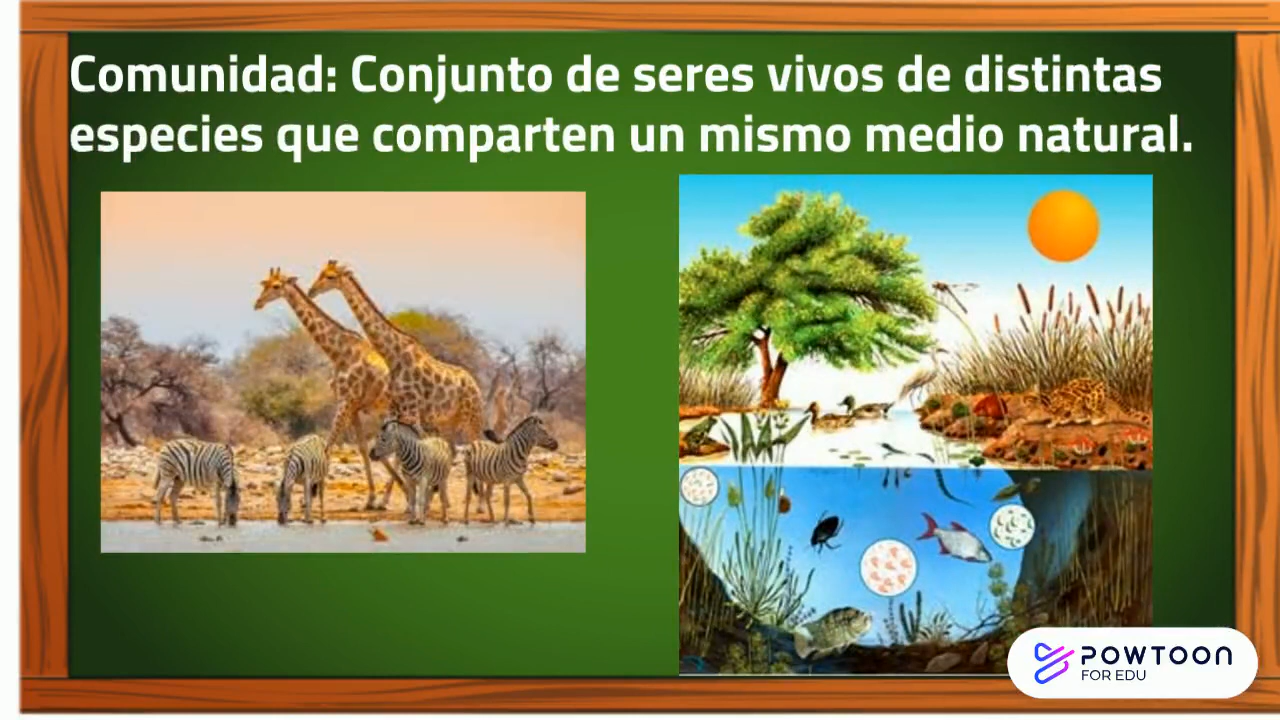 Comunidad: Conjunto de seres vivos de distintas
especies que comparten un mismo medio natural.
POWTOON
FOR EDU